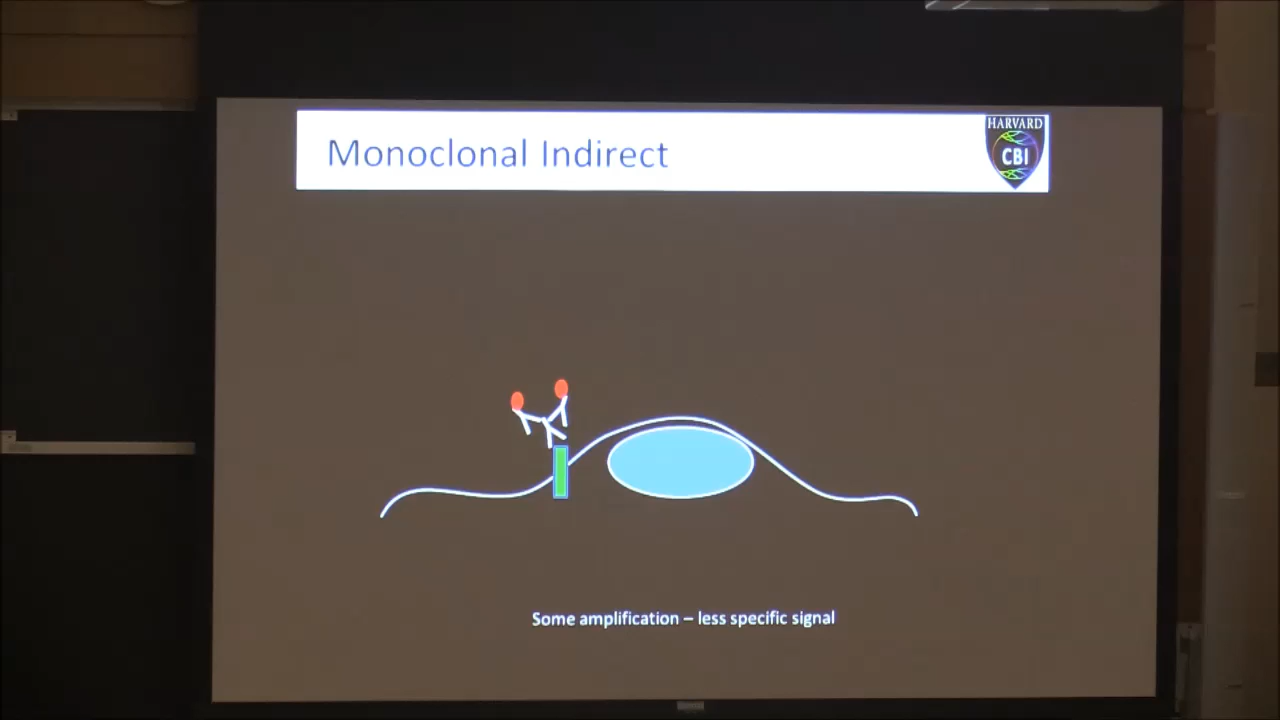 Monoclonal Indirect
HARVARD
CBI
Some amplification – less specific signal